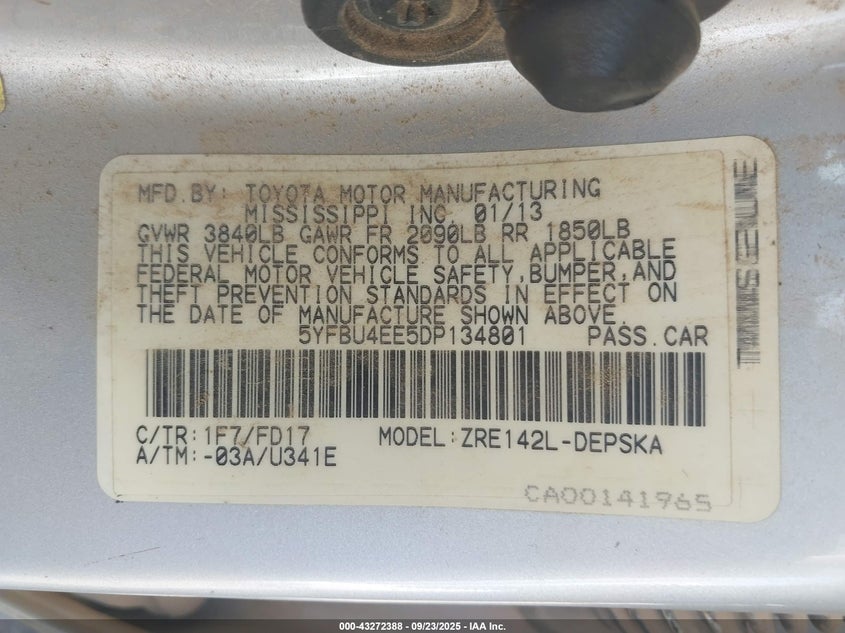 MFD.BY: TOYOTA MOTOR MANUFACTURING
MISSISSIPPI INC. 01/13
GVWR 3840LB GAWR FR 2090LB RR 1850LB
THIS VEHICLE CONFORMS TO ALL APPLICABLE
FEDERAL MOTOR VEHICLE SAFETY,BUMPER,AND
THEFT PREVENTION STANDARDS IN EFFECT ON
THE DATE OF MANUFACTURE SHOWN ABOVE.
5YFBU4EE5DP134801 PASS.CAR
C/TR:1F7/FD17 MODEL:ZRE142L-DEPSKA
A/TM:-03A/U341E
CA00141965
000-43272388 - 09/23/2025 - IAA Inc.